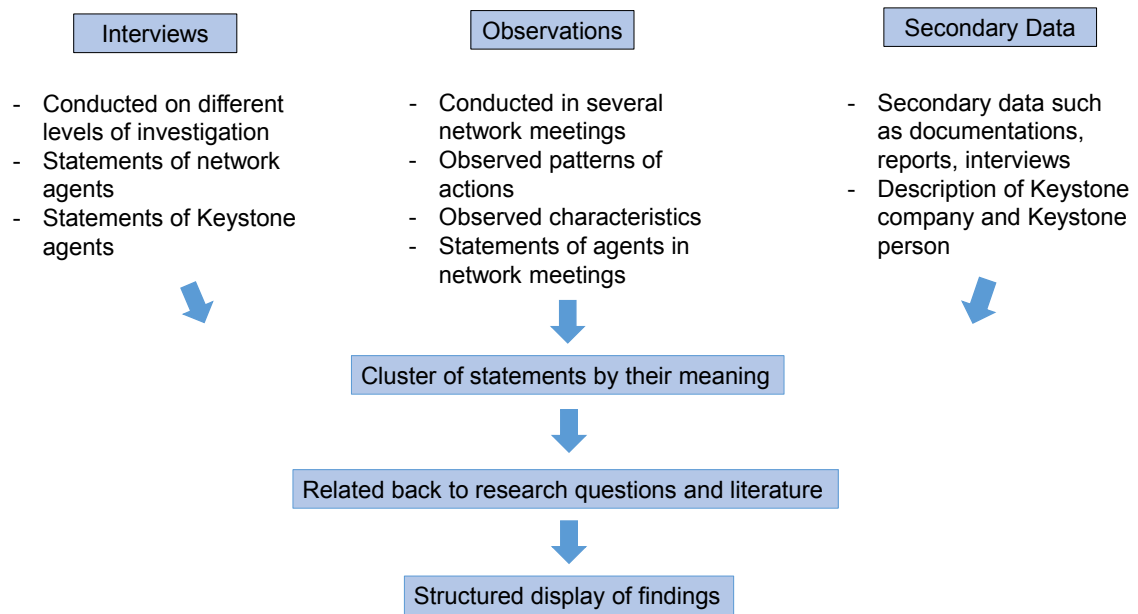 Interviews
- Conducted on different
levels of investigation
- Statements of network
agents
- Statements of Keystone
agents
Observations
- Conducted in several
network meetings
- Observed patterns of
actions
- Observed characteristics
- Statements of agents in
network meetings
Secondary Data
- Secondary data such
as documentations,
reports, interviews
- Description of Keystone
company and Keystone
person
Cluster of statements by their meaning
Related back to research questions and literature
Structured display of findings